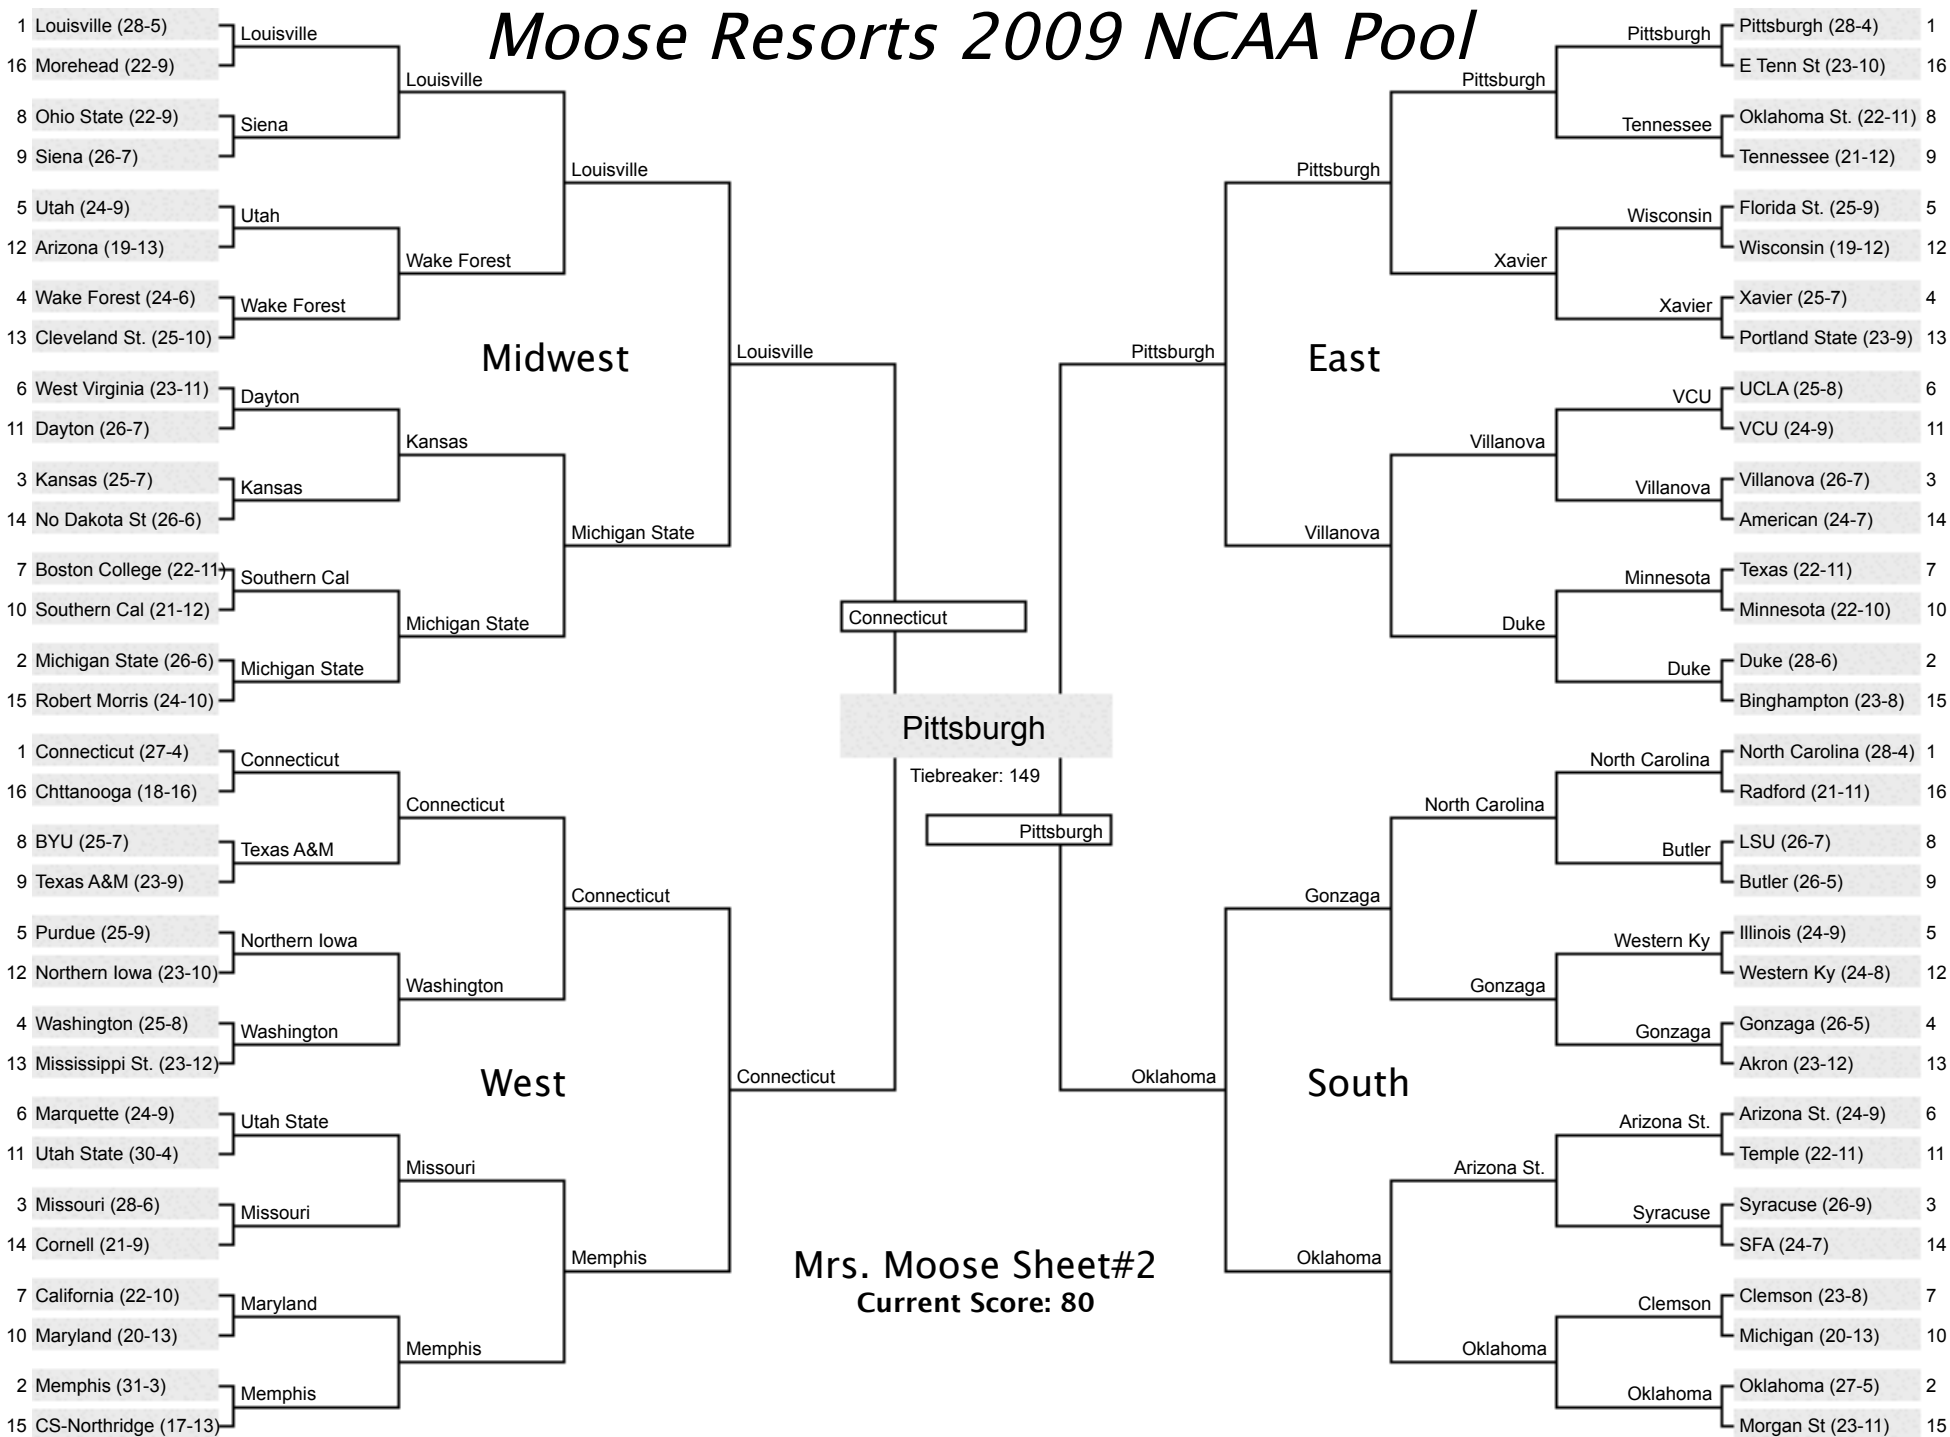 Moose Resorts 2009 NCAA Pool
1 Louisville (28-5)
16 Morehead (22-9)
8 Ohio State (22-9)
9 Siena (26-7)
5 Utah (24-9)
12 Arizona (19-13)
4 Wake Forest (24-6)
13 Cleveland St. (25-10)
6 West Virginia (23-11)
11 Dayton (26-7)
3 Kansas (25-7)
14 No Dakota St (26-6)
7 Boston College (22-11)
10 Southern Cal (21-12)
2 Michigan State (26-6)
15 Robert Morris (24-10)
Louisville
Siena
Utah
Wake Forest
Dayton
Kansas
Southern Cal
Michigan State
Louisville
Wake Forest
Kansas
Michigan State
Louisville
Michigan State
Louisville
Midwest
1 Connecticut (27-4)
16 Chttanooga (18-16)
8 BYU (25-7)
9 Texas A&M (23-9)
5 Purdue (25-9)
12 Northern Iowa (23-10)
4 Washington (25-8)
13 Mississippi St. (23-12)
6 Marquette (24-9)
11 Utah State (30-4)
3 Missouri (28-6)
14 Cornell (21-9)
7 California (22-10)
10 Maryland (20-13)
2 Memphis (31-3)
15 CS-Northridge (17-13)
Connecticut
Texas A&M
Northern Iowa
Washington
Utah State
Missouri
Maryland
Memphis
Connecticut
Washington
Missouri
Memphis
Connecticut
Memphis
Connecticut
West
Connecticut
Pittsburgh
Tiebreaker: 149
Pittsburgh
Mrs. Moose Sheet#2
Current Score: 80
Pittsburgh (28-4) 1
E Tenn St (23-10) 16
Oklahoma St. (22-11) 8
Tennessee (21-12) 9
Florida St. (25-9) 5
Wisconsin (19-12) 12
Xavier (25-7) 4
Portland State (23-9) 13
UCLA (25-8) 6
VCU (24-9) 11
Villanova (26-7) 3
American (24-7) 14
Texas (22-11) 7
Minnesota (22-10) 10
Duke (28-6) 2
Binghampton (23-8) 15
Pittsburgh
Tennessee
Wisconsin
Xavier
VCU
Villanova
Minnesota
Duke
Pittsburgh
Xavier
Villanova
Duke
Pittsburgh
Villanova
Pittsburgh
East
North Carolina (28-4) 1
Radford (21-11) 16
LSU (26-7) 8
Butler (26-5) 9
Illinois (24-9) 5
Western Ky (24-8) 12
Gonzaga (26-5) 4
Akron (23-12) 13
Arizona St. (24-9) 6
Temple (22-11) 11
Syracuse (26-9) 3
SFA (24-7) 14
Clemson (23-8) 7
Michigan (20-13) 10
Oklahoma (27-5) 2
Morgan St (23-11) 15
North Carolina
Butler
Western Ky
Gonzaga
Arizona St.
Syracuse
Clemson
Oklahoma
North Carolina
Gonzaga
Arizona St.
Oklahoma
Gonzaga
Oklahoma
Oklahoma
South